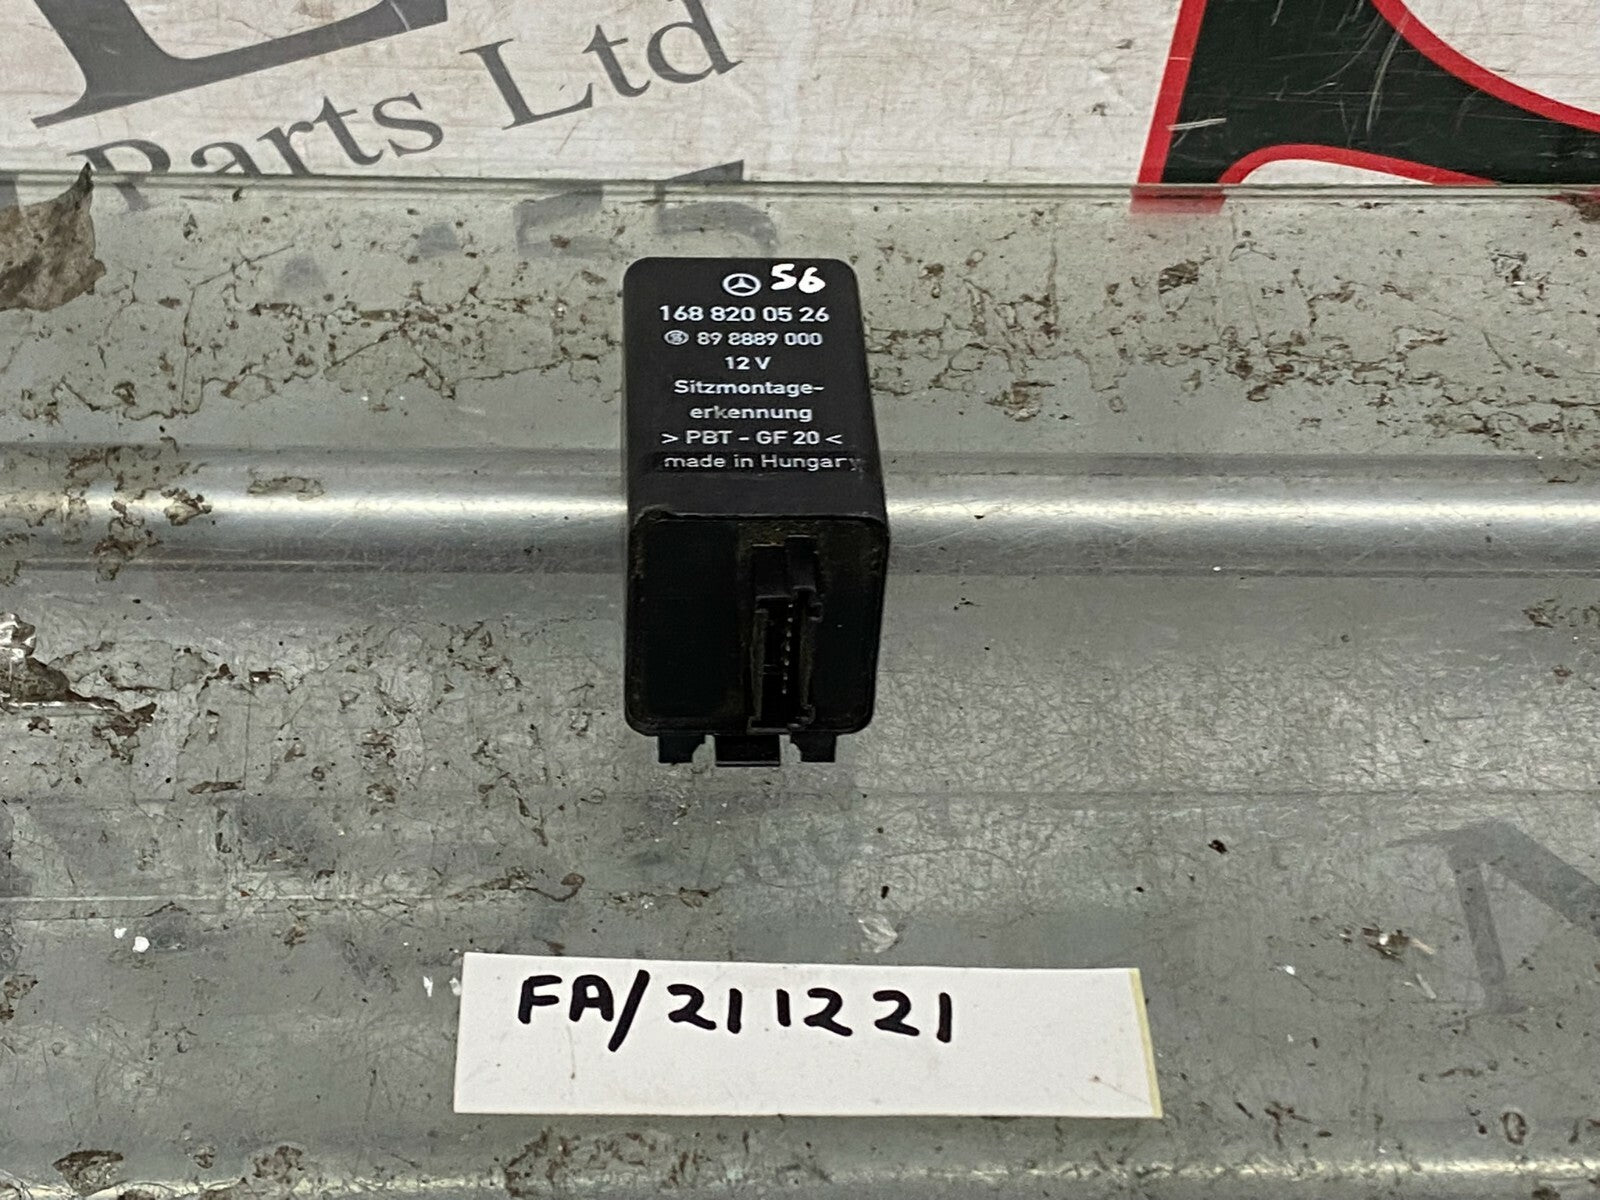 Parts Ltd
56
168 820 05 26
89 8889 000
12 V
Sitzmontage-
erkennung
> PBT - GF 20 <
made in Hungary
FA/211221